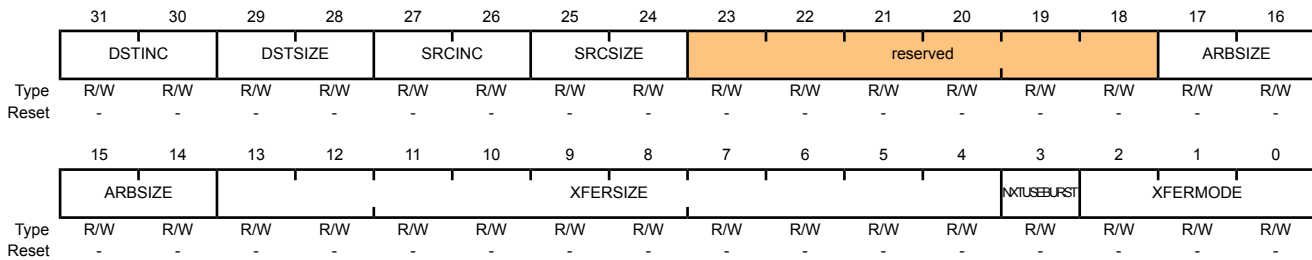 31 30 29 28 27 26 25 24 23 22 21 20 19 18 17 16
DSTINC DSTSIZE SRCINC SRCSIZE reserved ARBSIZE
Type R/W R/W R/W R/W R/W R/W R/W R/W R/W R/W R/W R/W R/W R/W R/W R/W
Reset - - - - - - - - - - - - - - - -
15 14 13 12 11 10 9 8 7 6 5 4 3 2 1 0
ARBSIZE XFERSIZE NXTUSEBURST XFERMODE
Type R/W R/W R/W R/W R/W R/W R/W R/W R/W R/W R/W R/W R/W R/W R/W R/W
Reset - - - - - - - - - - - - - - - -